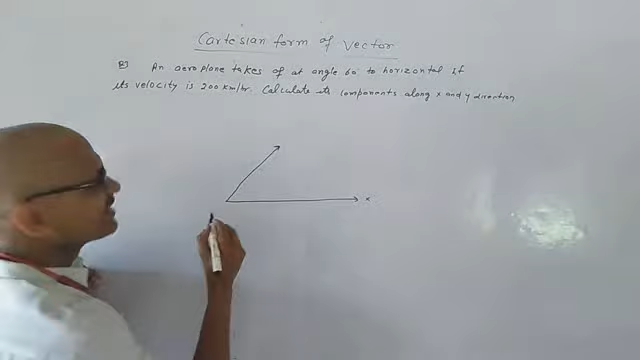 Cartesian form of Vector
Q) An aeroplane takes of at angle 60° to horizontal if
its velocity is 200 km/hr. Calculate its components along x and y direction
x